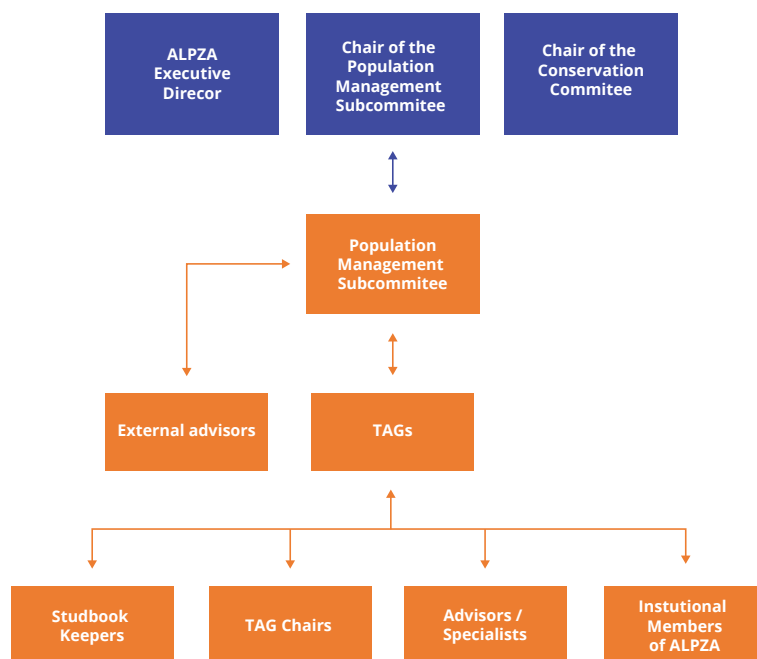 ALPZA
Executive
Direcor
Chair of the
Population
Management
Subcommitee
Chair of the
Conservation
Commitee
Population
Management
Subcommitee
External advisors
TAGs
Studbook
Keepers
TAG Chairs
Advisors /
Specialists
Instutional
Members
of ALPZA